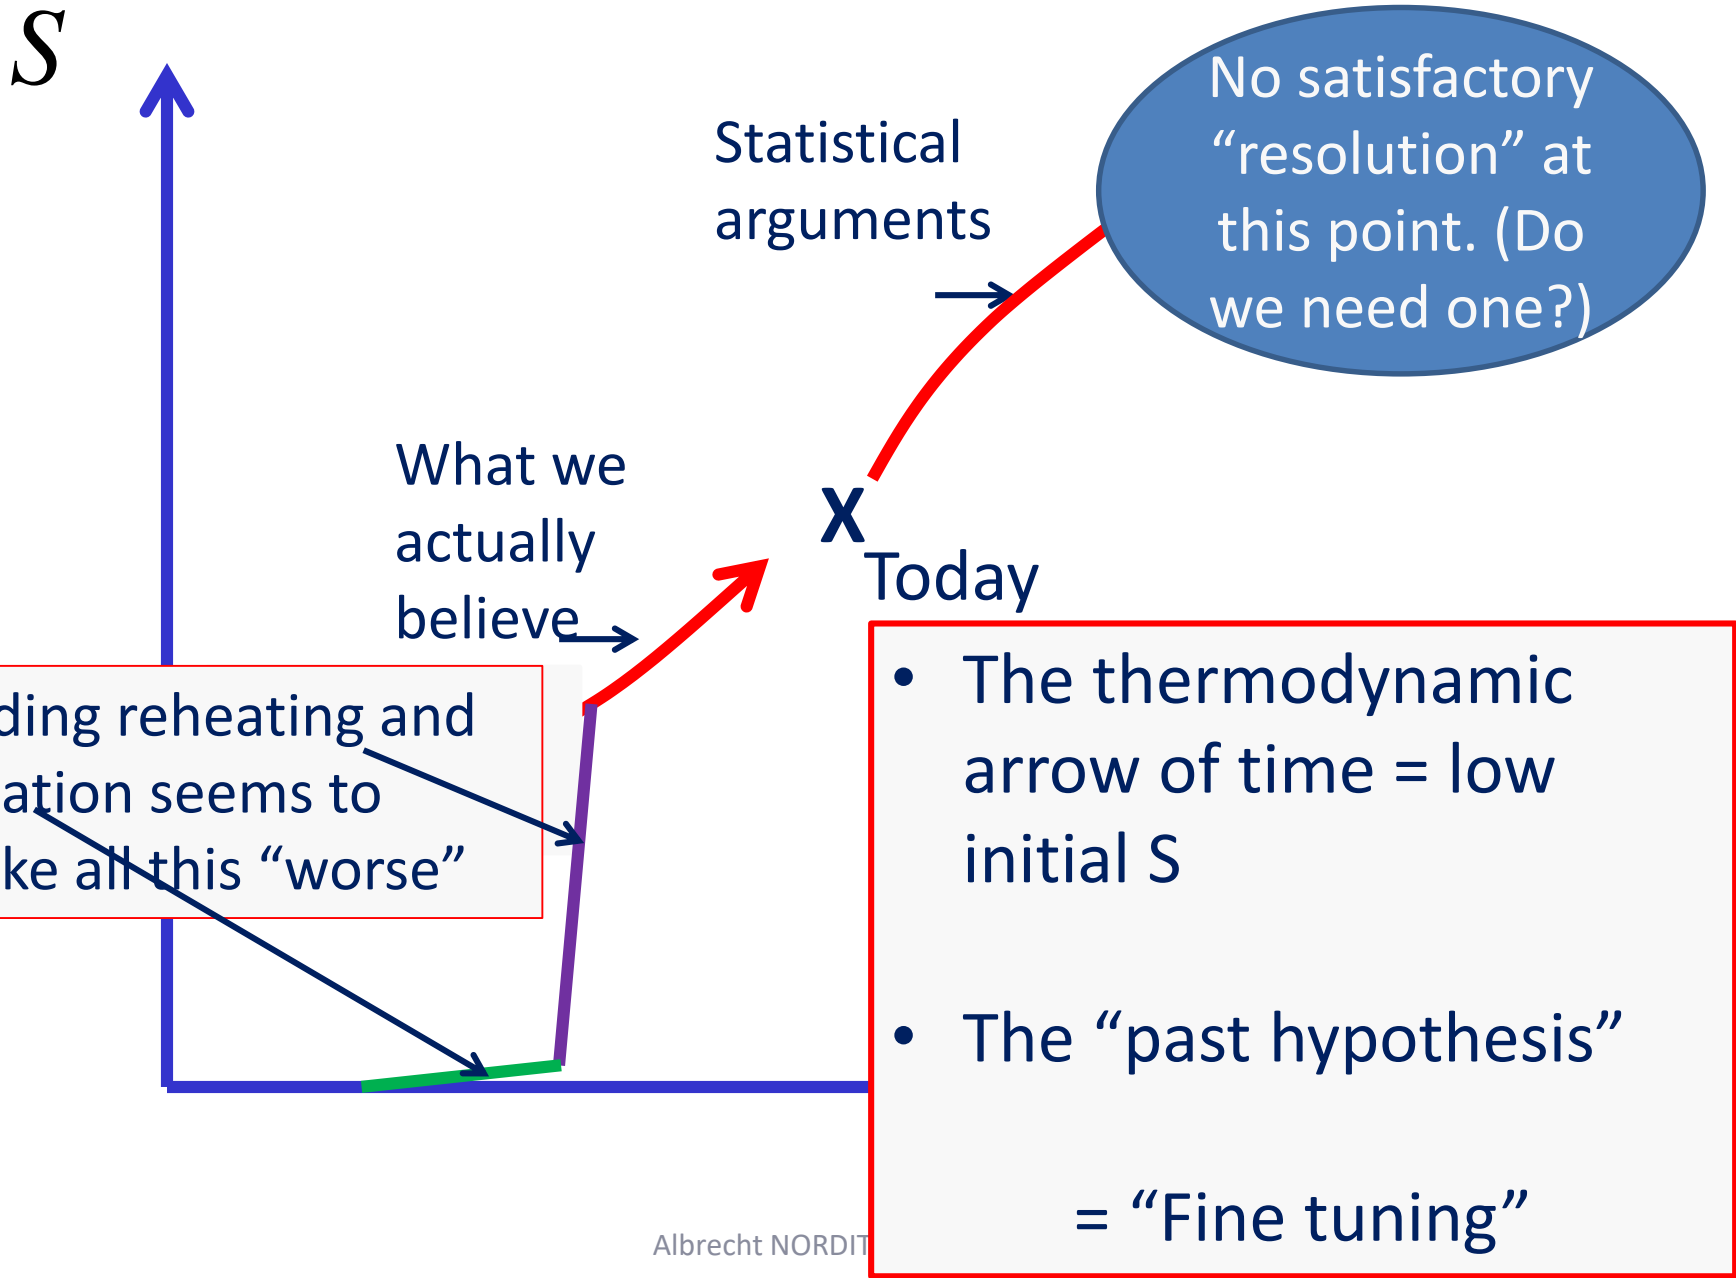 S
No satisfactory
“resolution” at
this point. (Do
we need one?)
Statistical
arguments
What we
actually
believe
X
Today
ding reheating and
ation seems to
ke all this “worse”
• The thermodynamic
arrow of time = low
initial S
• The “past hypothesis”
= “Fine tuning”
Albrecht NORDIT